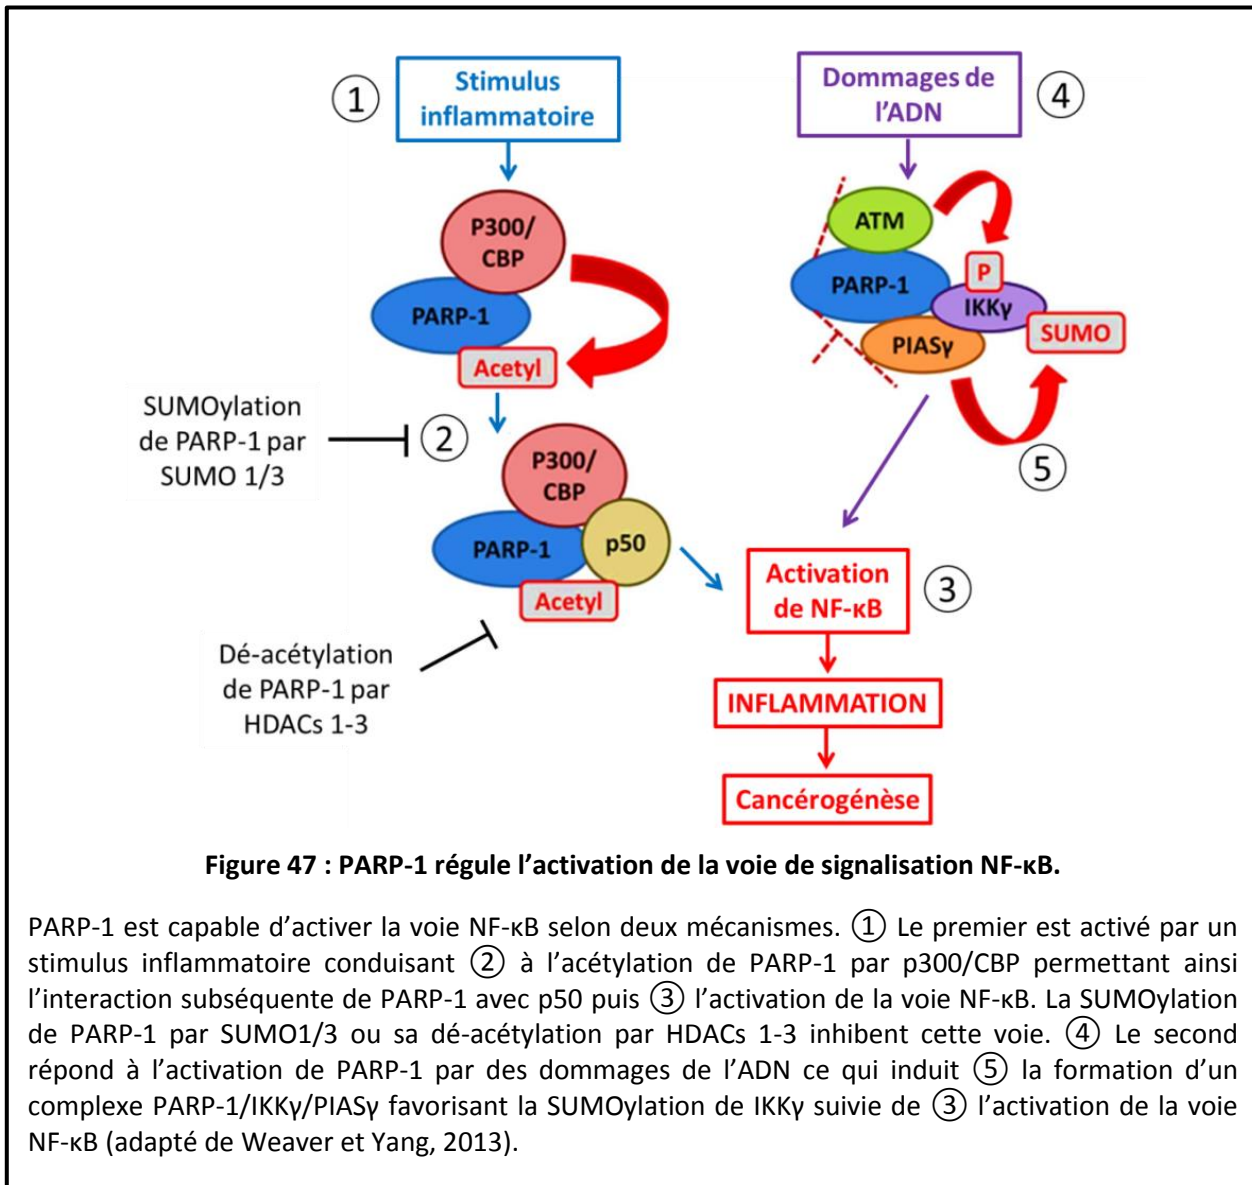 ①
Stimulus
inflammatoire
P300/
CBP
PARP-1
Acetyl
SUMOylation
de PARP-1 par
SUMO 1/3
②
P300/
CBP
PARP-1
p50
Acetyl
Dé-acétylation
de PARP-1 par
HDACs 1-3
Dommages de
l'ADN
④
ATM
PARP-1
P
IKKγ
PIASγ
SUMO
⑤
Activation
de NF-κB
③
INFLAMMATION
Cancérogénèse
Figure 47 : PARP-1 régule l'activation de la voie de signalisation NF-κB.
PARP-1 est capable d'activer la voie NF-κB selon deux mécanismes. ① Le premier est activé par un
stimulus inflammatoire conduisant ② à l'acétylation de PARP-1 par p300/CBP permettant ainsi
l'interaction subséquente de PARP-1 avec p50 puis ③ l'activation de la voie NF-κB. La SUMOylation
de PARP-1 par SUMO1/3 ou sa dé-acétylation par HDACs 1-3 inhibent cette voie. ④ Le second
répond à l'activation de PARP-1 par des dommages de l'ADN ce qui induit ⑤ la formation d'un
complexe PARP-1/IKKγ/PIASγ favorisant la SUMOylation de IKKγ suivie de ③ l'activation de la voie
NF-κB (adapté de Weaver et Yang, 2013).